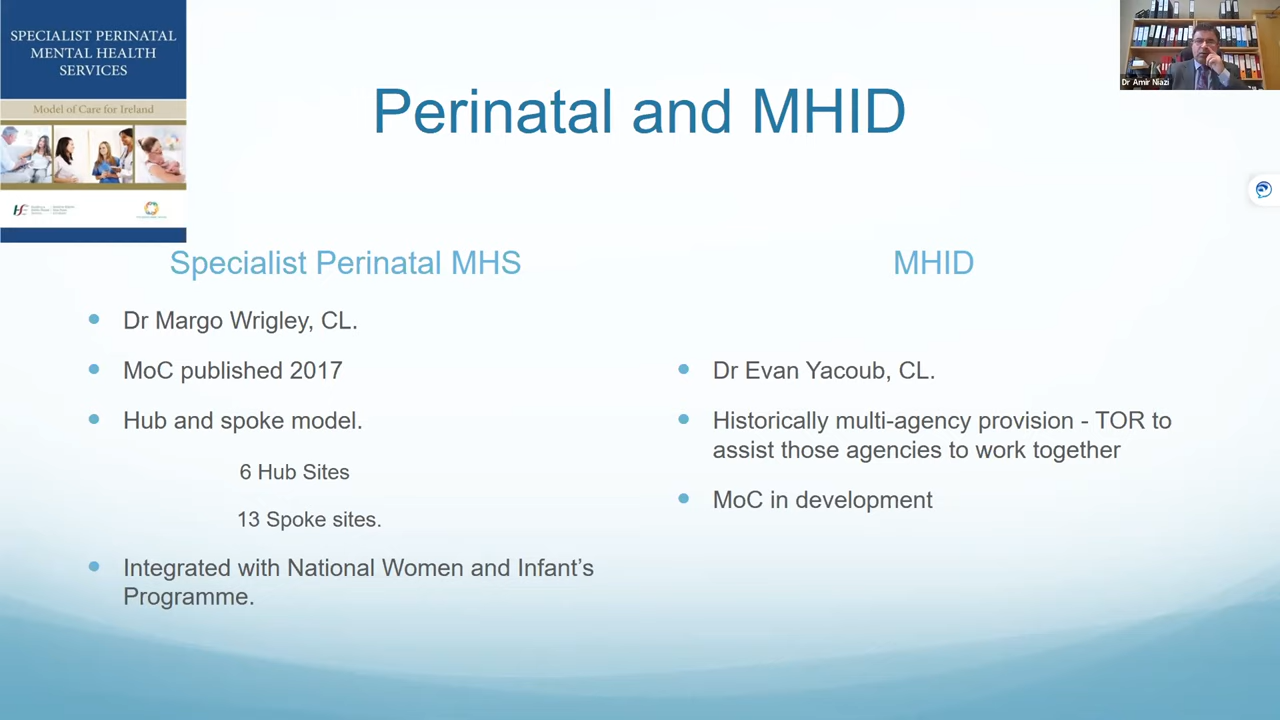 SPECIALIST PERINATAL
MENTAL HEALTH
SERVICES
Model of Care for Ireland
Dr Amir Niazi
Perinatal and MHID
Specialist Perinatal MHS
Dr Margo Wrigley, CL.
MoC published 2017
Hub and spoke model.
6 Hub Sites
13 Spoke sites.
Integrated with National Women and Infant’s
Programme.
MHID
Dr Evan Yacoub, CL.
Historically multi-agency provision - TOR to
assist those agencies to work together
MoC in development